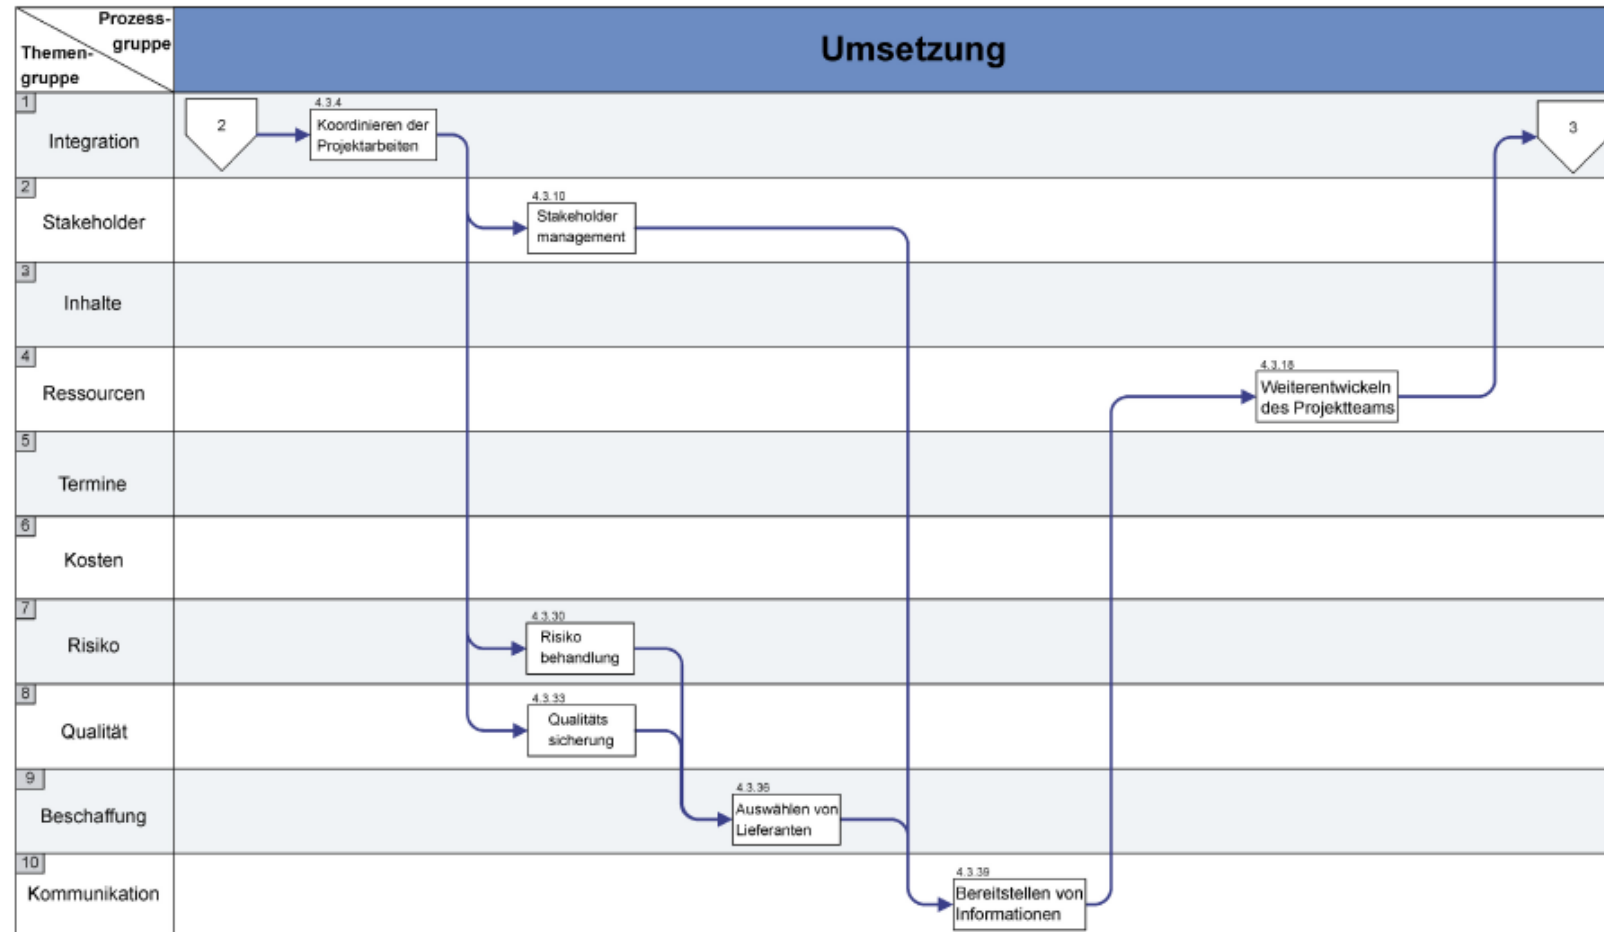 Prozess-
gruppe
Themen-
gruppe
Umsetzung
1
Integration
2
4.3.4
Koordinieren der
Projektarbeiten
3
2
Stakeholder
4.3.10
Stakeholder
management
3
Inhalte
4
Ressourcen
4.3.18
Weiterentwickeln
des Projektteams
5
Termine
6
Kosten
7
Risiko
4.3.30
Risiko
behandlung
8
Qualität
4.3.33
Qualitäts
sicherung
9
Beschaffung
4.3.36
Auswählen von
Lieferanten
10
Kommunikation
4.3.39
Bereitstellen von
Informationen